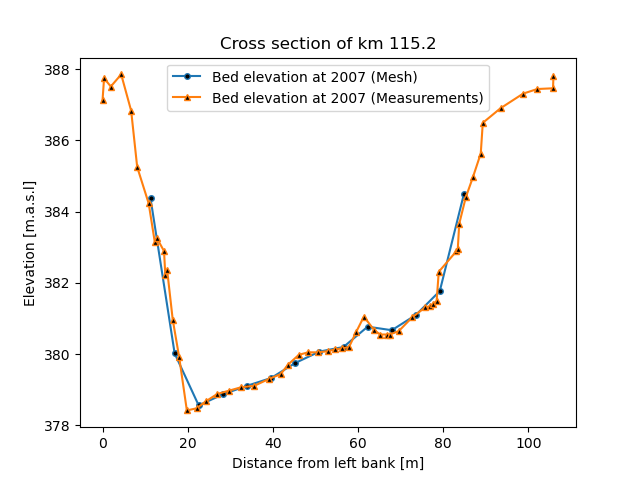 Cross section of km 115.2
Bed elevation at 2007 (Mesh)
Bed elevation at 2007 (Measurements)
Elevation [m.a.s.l]
388
386
384
382
380
378
0 20 40 60 80 100
Distance from left bank [m]